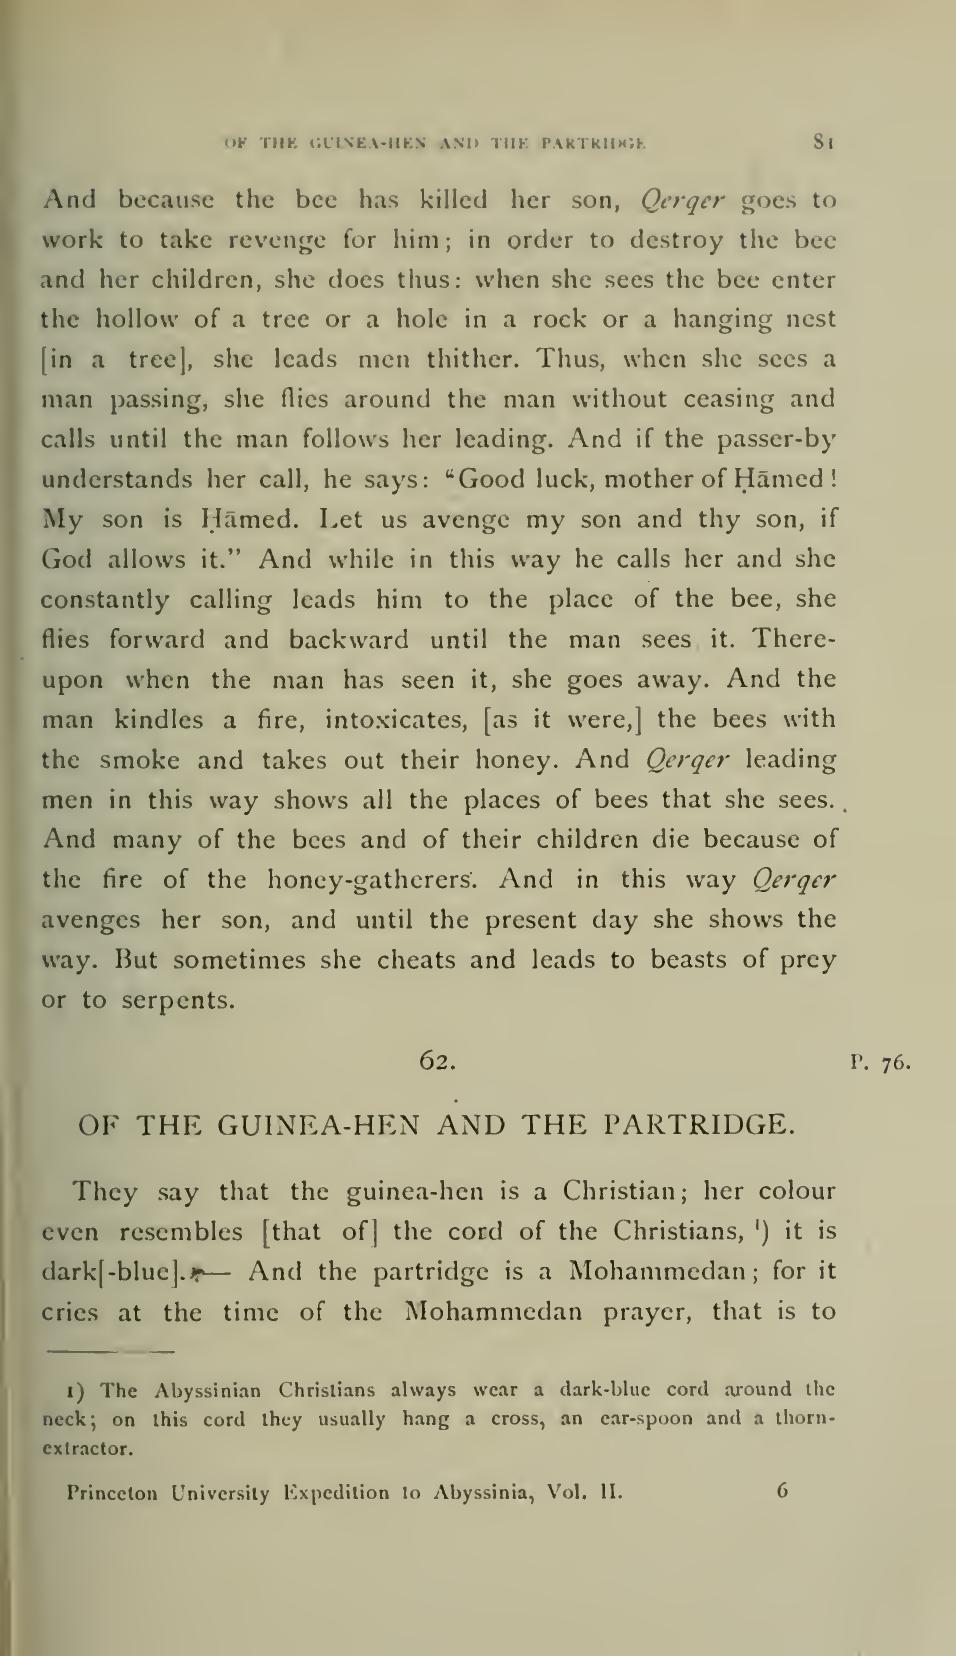 OF THE GUINEA-HEN AND THE PARTRIDGE 81
And because the bee has killed her son, Qerqer goes to
work to take revenge for him; in order to destroy the bee
and her children, she does thus: when she sees the bee enter
the hollow of a tree or a hole in a rock or a hanging nest
[in a tree], she leads men thither. Thus, when she sees a
man passing, she flies around the man without ceasing and
calls until the man follows her leading. And if the passer-by
understands her call, he says: “Good luck, mother of Ḥāmed!
My son is Ḥāmed. Let us avenge my son and thy son, if
God allows it.” And while in this way he calls her and she
constantly calling leads him to the place of the bee, she
flies forward and backward until the man sees it. There-
upon when the man has seen it, she goes away. And the
man kindles a fire, intoxicates, [as it were,] the bees with
the smoke and takes out their honey. And Qerqer leading
men in this way shows all the places of bees that she sees.
And many of the bees and of their children die because of
the fire of the honey-gatherers. And in this way Qerqer
avenges her son, and until the present day she shows the
way. But sometimes she cheats and leads to beasts of prey
or to serpents.
62. P. 76.
OF THE GUINEA-HEN AND THE PARTRIDGE.
They say that the guinea-hen is a Christian; her colour
even resembles [that of] the cord of the Christians, ¹) it is
dark[-blue]. — And the partridge is a Mohammedan; for it
cries at the time of the Mohammedan prayer, that is to
1) The Abyssinian Christians always wear a dark-blue cord around the
neck; on this cord they usually hang a cross, an ear-spoon and a thorn-
extractor.
Princeton University Expedition to Abyssinia, Vol. II. 6